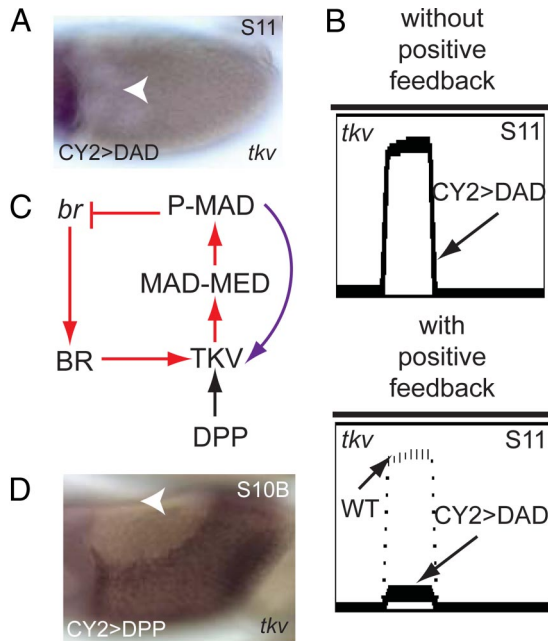 A
S11
CY2>DAD
tkv
B
without
positive
feedback
tkv
S11
CY2>DAD
with
positive
feedback
tkv
S11
WT
CY2>DAD
C
br
P-MAD
MAD-MED
BR
TKV
DPP
D
S10B
CY2>DPP
tkv